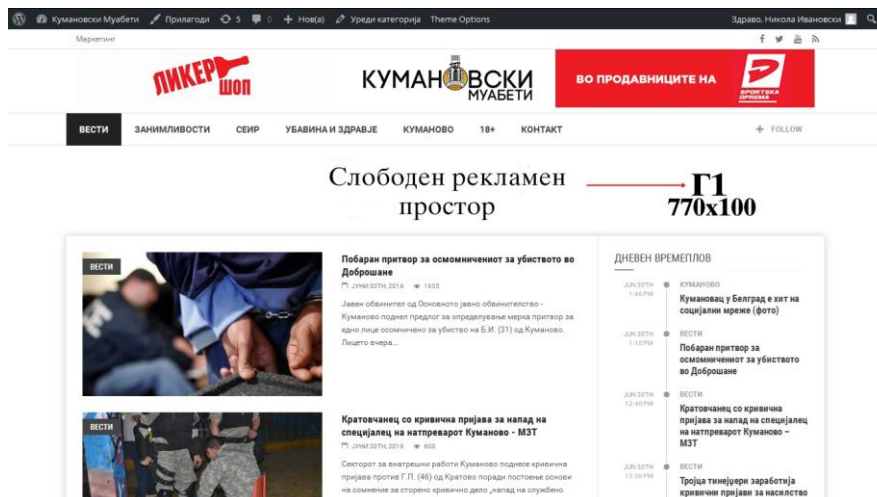 Кумановски Муабети Прилагоди 5 0 + Нов(а) Уреди категорија Theme Options Здраво, Никола Ивановски
Маркетинг
ЛИКЕР ШОП
КУМАНОВСКИ
МУАБЕТИ
ВО ПРОДАВНИЦИТЕ НА
SPORTSKA
OPREMA
ВЕСТИ ЗАНИМЛИВОСТИ СЕИР УБАВИНА И ЗДРАВЈЕ КУМАНОВО 18+ КОНТАКТ + FOLLOW
Слободен рекламен
простор
Г1
770x100
ВЕСТИ
Побаран притвор за осмомничениот за убиството во
Доброшане
ЈУНИ 30TH, 2016 1635
Јавен обвинител од Основното јавно обвинителство -
Куманово поднел предлог за определување мерка притвор за
едно лице осомничено за убиство на Б.И. (31) од Куманово.
Лицето вчера...
ВЕСТИ
Кратовчанец со кривична пријава за напад на
специјалец на натпреварот Куманово - МЗТ
ЈУНИ 30TH, 2016 600
Секторот за внатрешни работи Куманово поднесе кривична
пријава против Г.П. (46) од Кратово поради постоење основи
на сомнение за сторено кривично дело „напад на службено
ДНЕВЕН ВРЕМЕПЛОВ
JUN 30TH
1:46 PM
КУМАНОВО
Кумановац у Белград е хит на
социјални мреже (фото)
JUN 30TH
1:10 PM
ВЕСТИ
Побаран притвор за
осмомничениот за убиството
во Доброшане
JUN 30TH
12:40 PM
ВЕСТИ
Кратовчанец со кривична
пријава за напад на специјалец
на натпреварот Куманово –
МЗТ
JUN 30TH
12:36 PM
ВЕСТИ
Тројца тинејџери заработија
кривични пријави за насилство